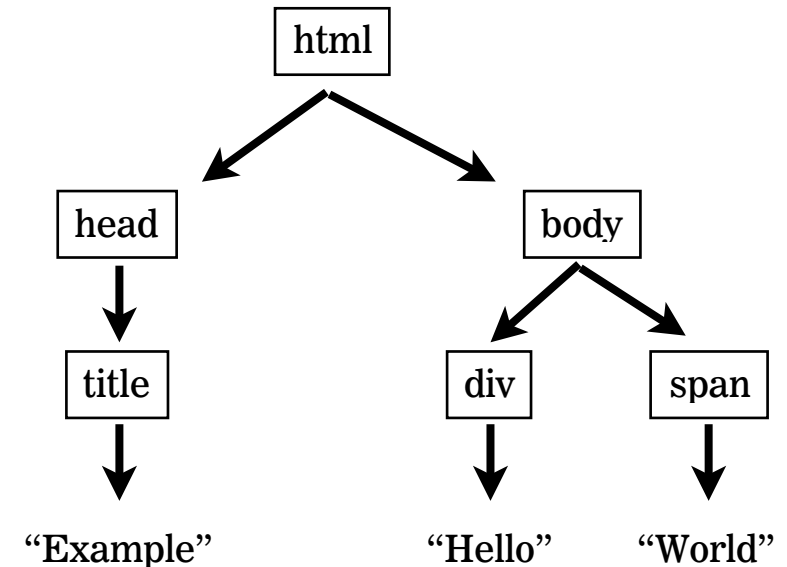 html
head
body
title
div
span
“Example”
“Hello”
“World”